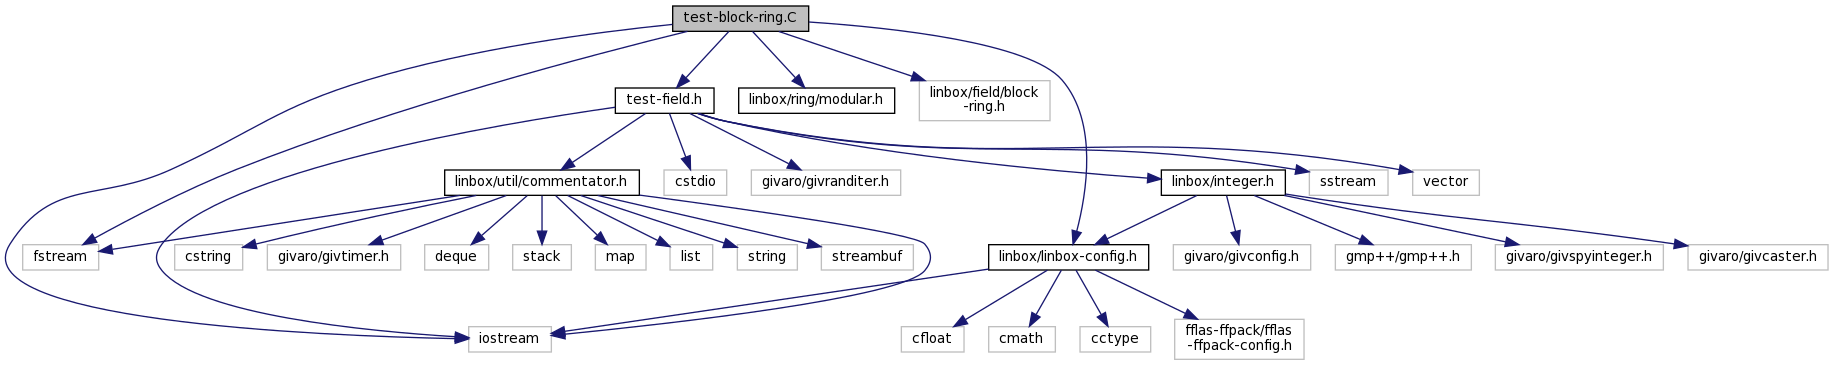 test-block-ring.C
test-field.h
linbox/ring/modular.h
linbox/field/block
-ring.h
linbox/util/commentator.h
cstdio
givaro/givranditer.h
linbox/integer.h
sstream
vector
fstream
cstring
givaro/givtimer.h
deque
stack
map
list
string
streambuf
linbox/linbox-config.h
givaro/givconfig.h
gmp++/gmp++.h
givaro/givspyinteger.h
givaro/givcaster.h
iostream
cfloat
cmath
cctype
fflas-ffpack/fflas
-ffpack-config.h